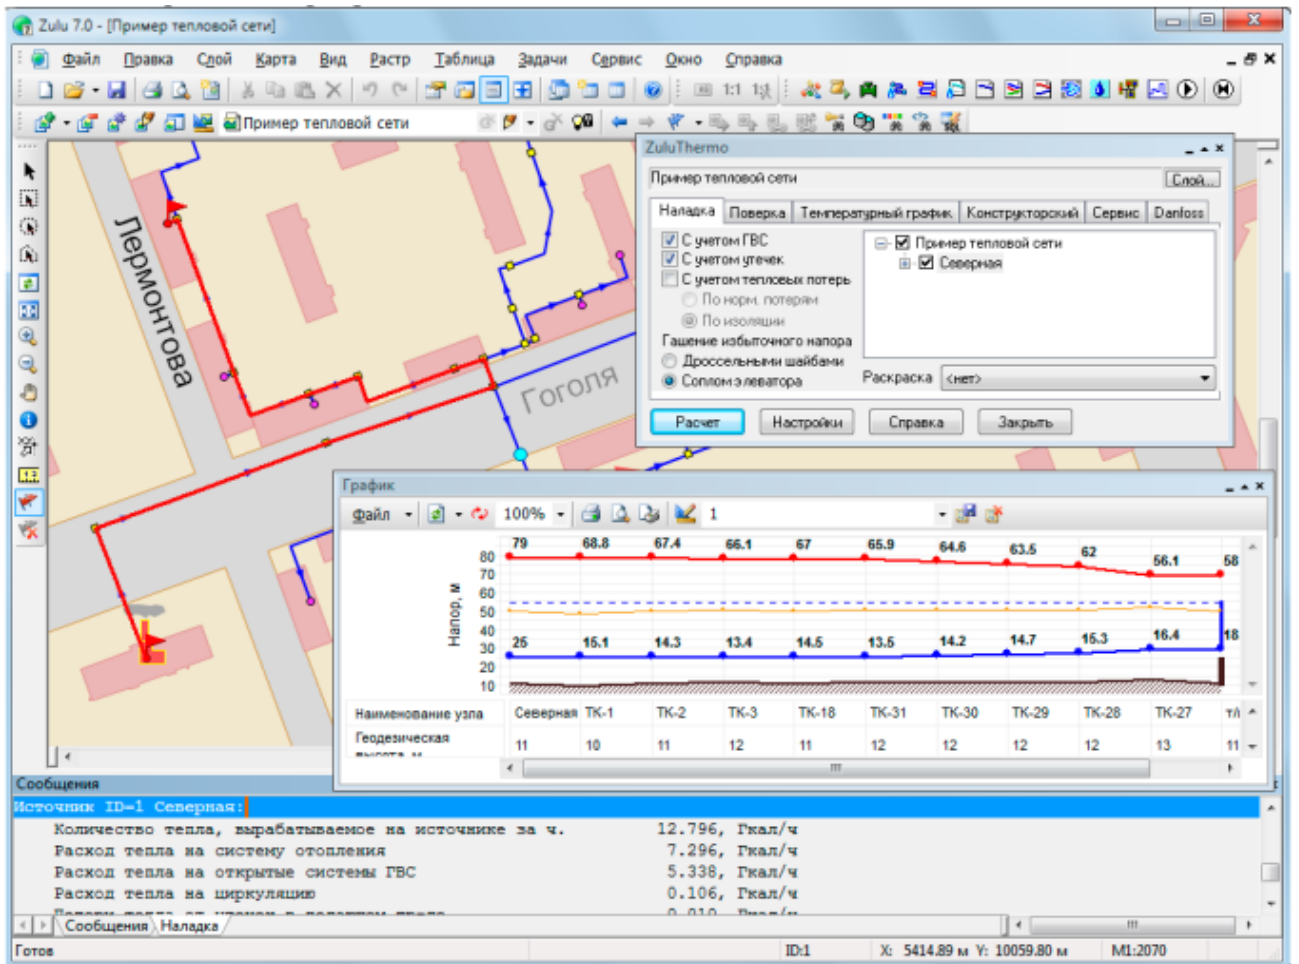 Zulu 7.0 - [Пример тепловой сети]
Файл Правка Слой Карта Вид Растр Таблица Задачи Сервис Окно Справка
1:1
Пример тепловой сети
Лермонтова
Гоголя
ZuluThermo
Пример тепловой сети Слой...
Наладка Поверка Температурный график Конструкторский Сервис Danfoss
С учетом ГВС
С учетом утечек
С учетом тепловых потерь
По норм. потерям
По изоляции
Гашение избыточного напора
Дроссельными шайбами
Соплом элеватора
Пример тепловой сети
Северная
Раскраска <нет>
Расчет Настройки Справка Закрыть
График
Файл 100% 1
Напор, м
80
70
60
50
40
30
20
10
79 68.8 67.4 66.1 67 65.9 64.6 63.5 62 56.1 58
25 15.1 14.3 13.4 14.5 13.5 14.2 14.7 15.3 16.4 18
Наименование узла Северная ТК-1 ТК-2 ТК-3 ТК-18 ТК-31 ТК-30 ТК-29 ТК-28 ТК-27
Геодезическая 11 10 11 12 11 12 12 12 12 13 11
Сообщения
Источник ID=1 Северная:
Количество тепла, вырабатываемое на источнике за ч. 12.796, Гкал/ч
Расход тепла на систему отопления 7.296, Гкал/ч
Расход тепла на открытые системы ГВС 5.338, Гкал/ч
Расход тепла на циркуляцию 0.106, Гкал/ч
Сообщения Наладка
Готов ID:1 X: 5414.89 м Y: 10059.80 м М1:2070